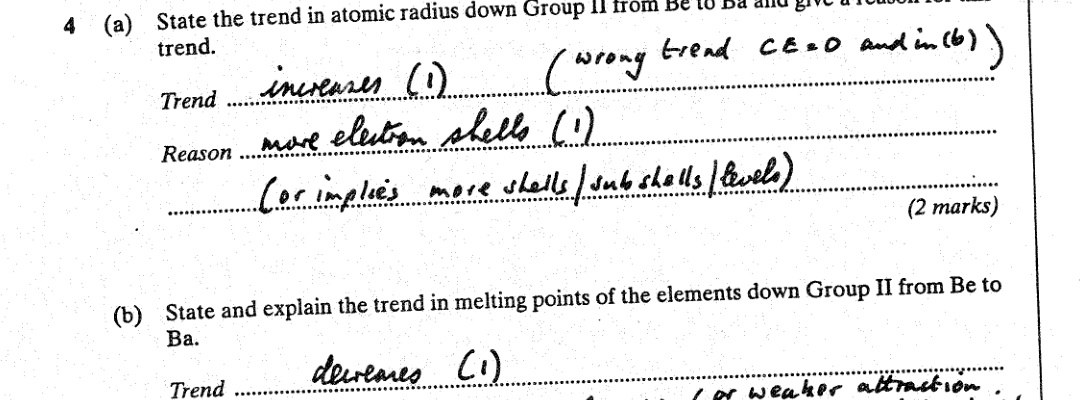 4 (a) State the trend in atomic radius down Group II from Be to Ba and give a reason for this
trend.
(wrong trend CE=0 and in (b))
Trend increases (1)
Reason more electron shells (1)
(or implies more shells/sub shells/levels)
(2 marks)
(b) State and explain the trend in melting points of the elements down Group II from Be to
Ba.
Trend decreases (1)
(or weaker attraction